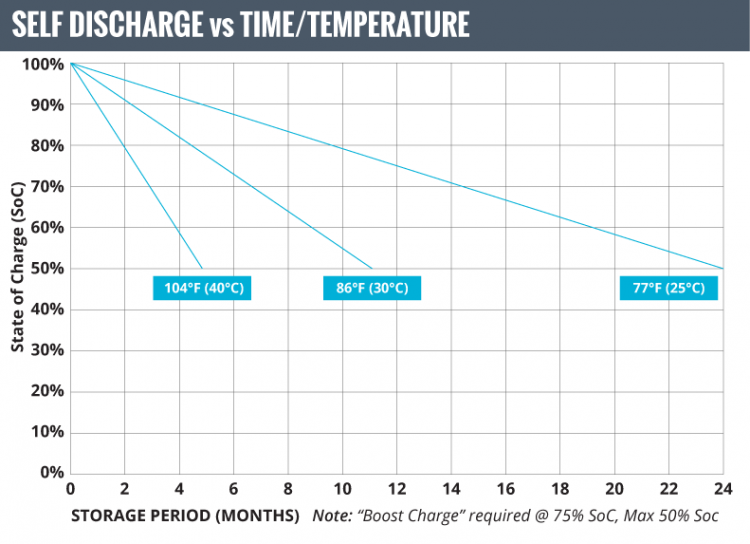 SELF DISCHARGE vs TIME/TEMPERATURE
100%
90%
80%
70%
60%
50%
40%
30%
20%
10%
0%
State of Charge (SoC)
104°F (40°C)
86°F (30°C)
77°F (25°C)
0 2 4 6 8 10 12 14 16 18 20 22 24
STORAGE PERIOD (MONTHS) Note: “Boost Charge” required @ 75% SoC, Max 50% Soc